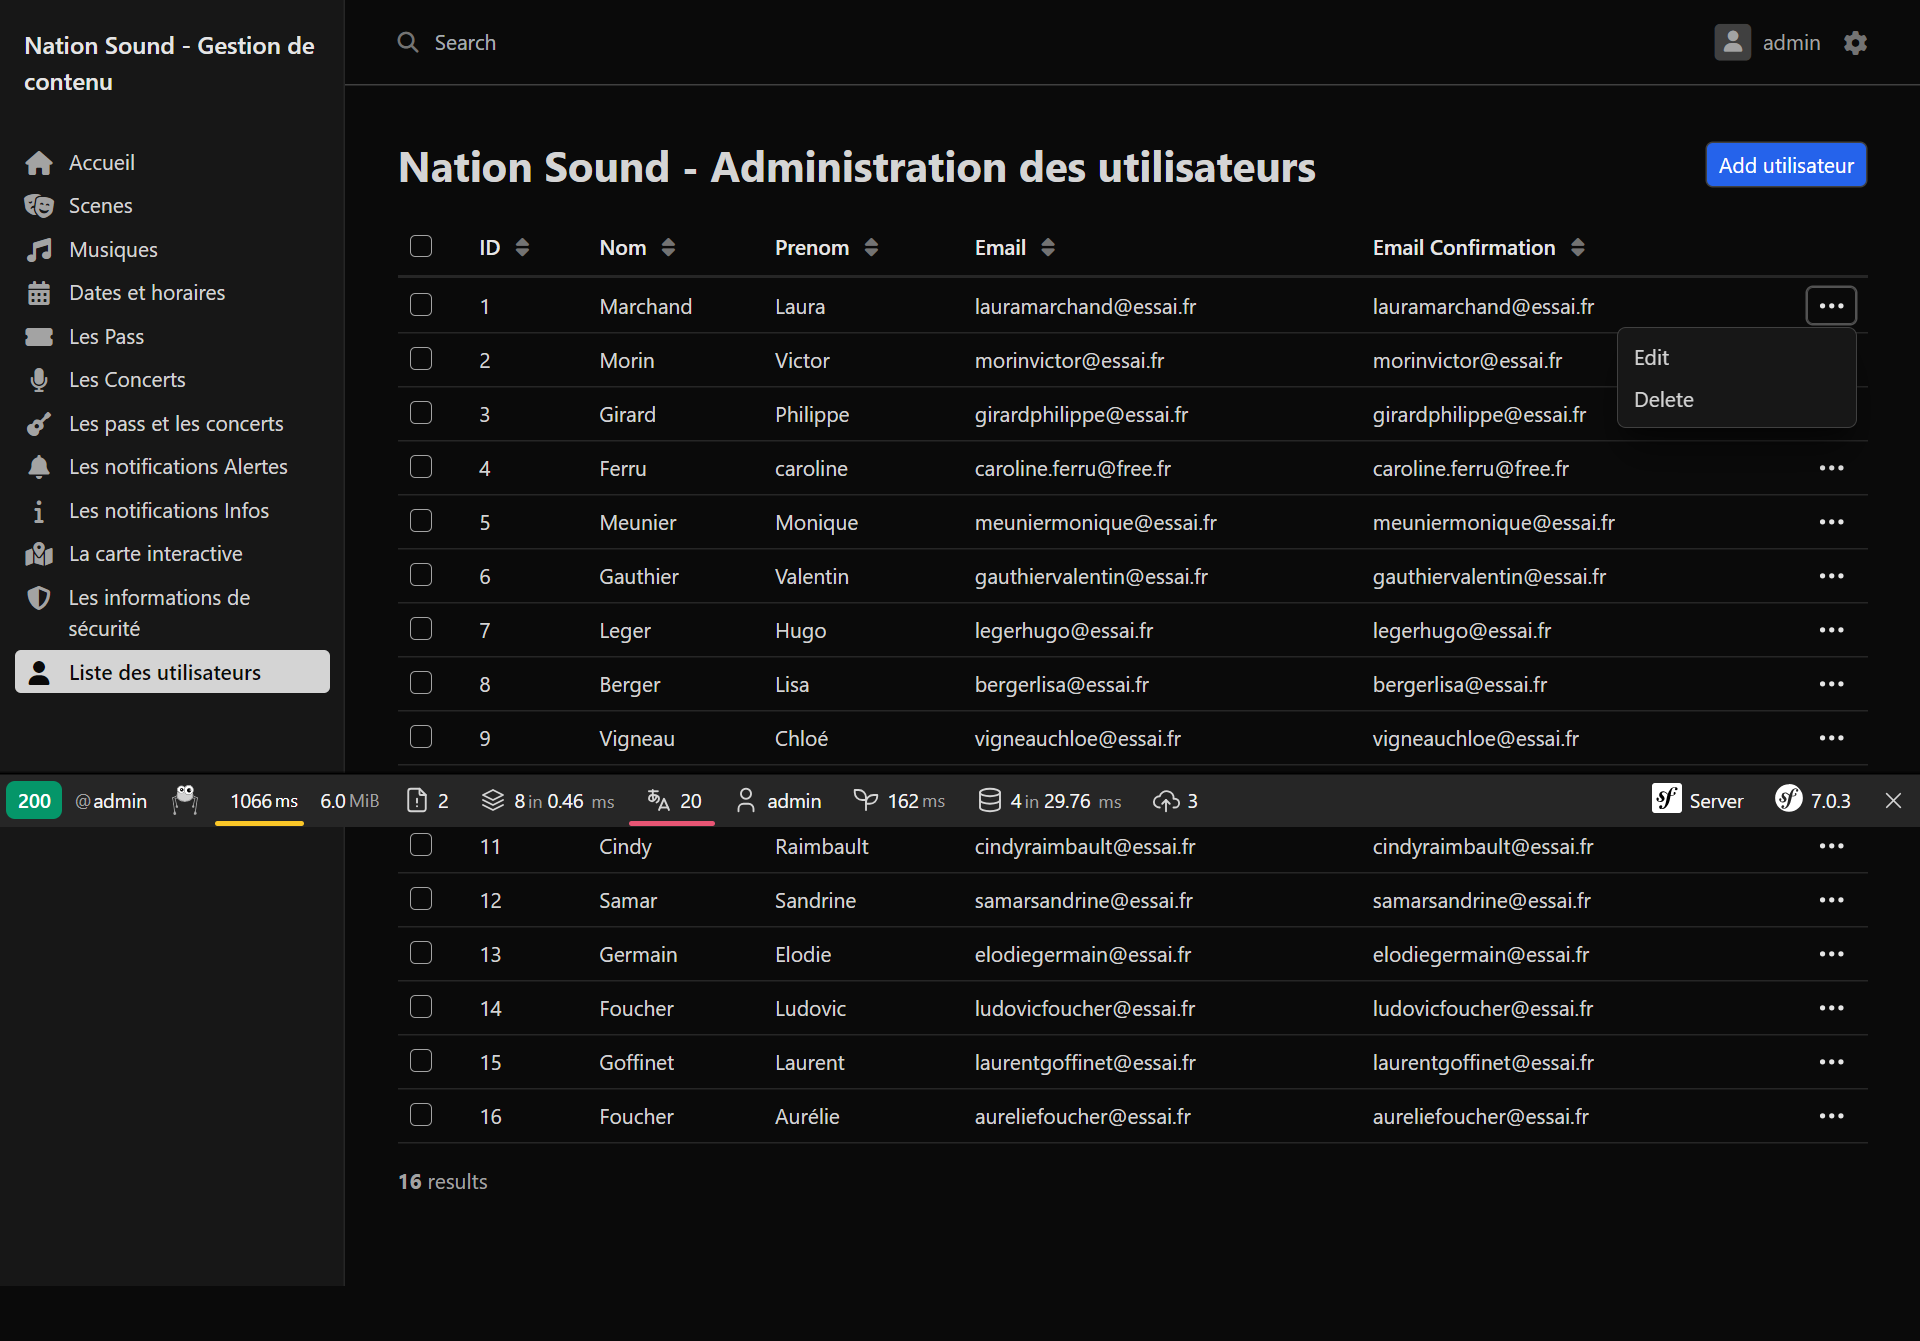 Nation Sound - Gestion de
contenu
Accueil
Scenes
Musiques
Dates et horaires
Les Pass
Les Concerts
Les pass et les concerts
Les notifications Alertes
Les notifications Infos
La carte interactive
Les informations de
sécurité
Liste des utilisateurs
Search
admin
Nation Sound - Administration des utilisateurs
Add utilisateur
ID Nom Prenom Email Email Confirmation
1 Marchand Laura lauramarchand@essai.fr lauramarchand@essai.fr
2 Morin Victor morinvictor@essai.fr morinvictor@essai.fr
Edit
Delete
3 Girard Philippe girardphilippe@essai.fr girardphilippe@essai.fr
4 Ferru caroline caroline.ferru@free.fr caroline.ferru@free.fr
5 Meunier Monique meuniermonique@essai.fr meuniermonique@essai.fr
6 Gauthier Valentin gauthiervalentin@essai.fr gauthiervalentin@essai.fr
7 Leger Hugo legerhugo@essai.fr legerhugo@essai.fr
8 Berger Lisa bergerlisa@essai.fr bergerlisa@essai.fr
9 Vigneau Chloé vigneauchloe@essai.fr vigneauchloe@essai.fr
200 @admin 1066 ms 6.0 MiB 2 8 in 0.46 ms 20 admin 162 ms 4 in 29.76 ms 3 Server 7.0.3
11 Cindy Raimbault cindyraimbault@essai.fr cindyraimbault@essai.fr
12 Samar Sandrine samarsandrine@essai.fr samarsandrine@essai.fr
13 Germain Elodie elodiegermain@essai.fr elodiegermain@essai.fr
14 Foucher Ludovic ludovicfoucher@essai.fr ludovicfoucher@essai.fr
15 Goffinet Laurent laurentgoffinet@essai.fr laurentgoffinet@essai.fr
16 Foucher Aurélie aureliefoucher@essai.fr aureliefoucher@essai.fr
16 results